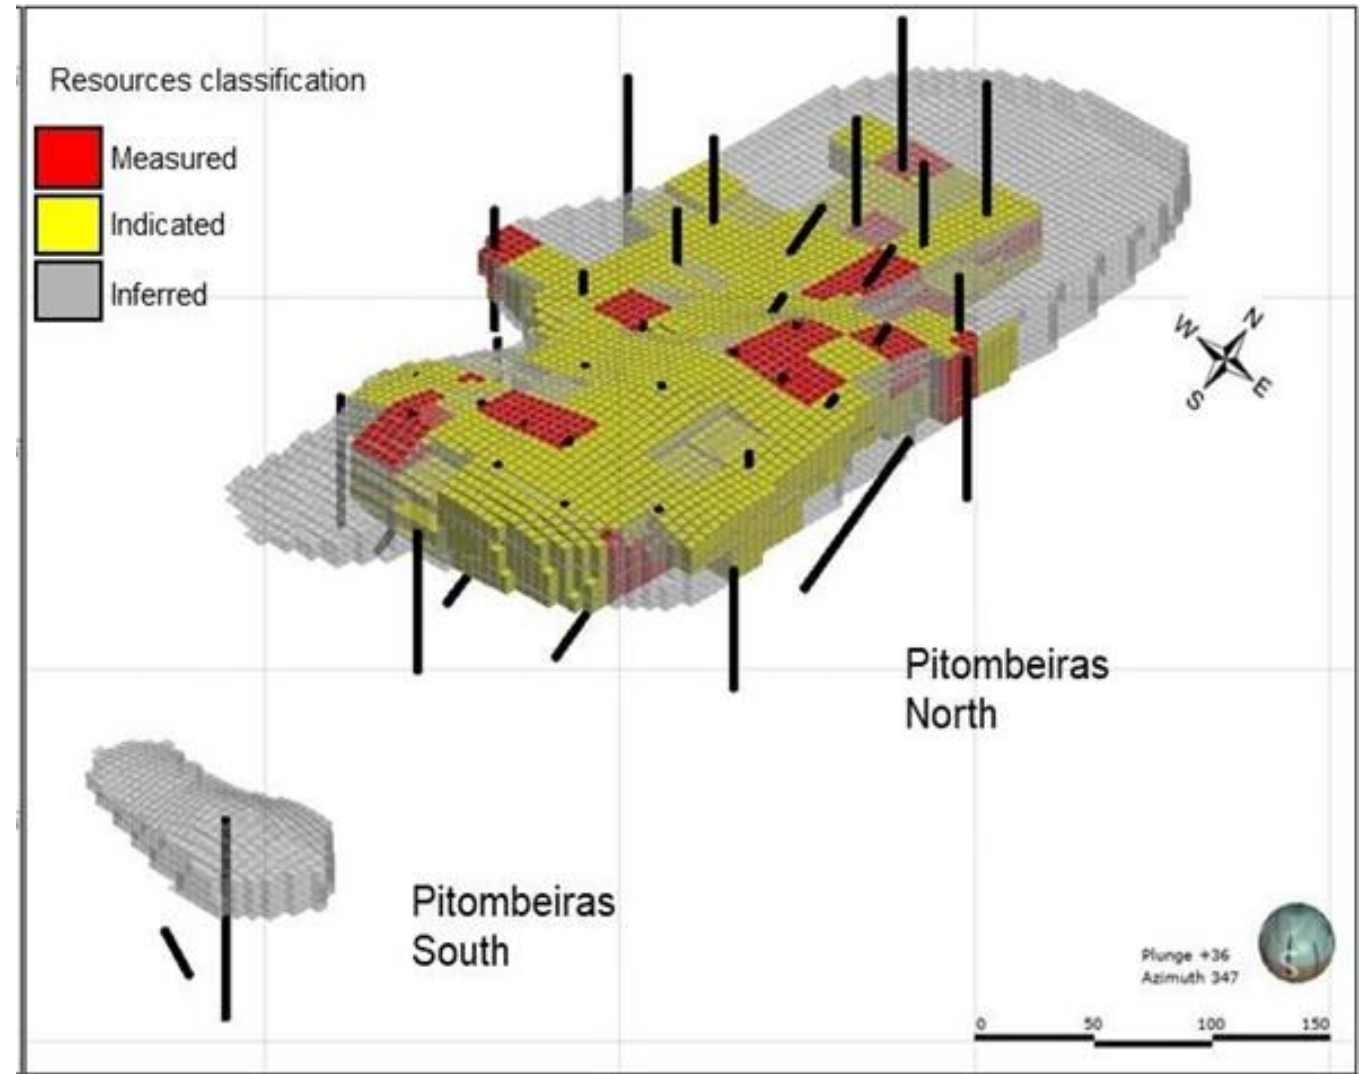 Resources classification
Measured
Indicated
Inferred
N
W
E
S
Pitombeiras
North
Pitombeiras
South
Plunge +36
Azimuth 347
0 50 100 150